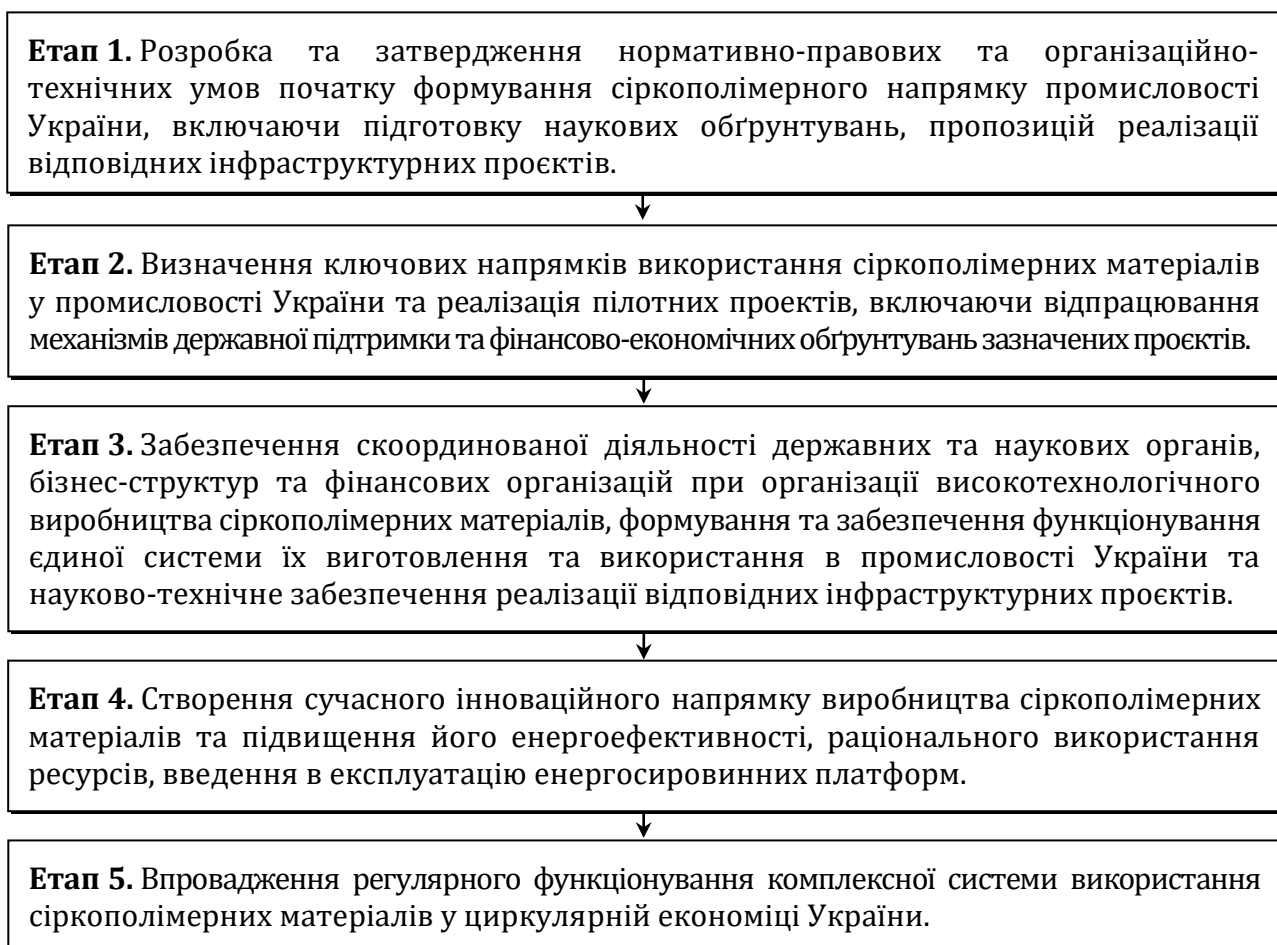 Етап 1. Розробка та затвердження нормативно-правових та організаційно-
технічних умов початку формування сіркополімерного напрямку промисловості
України, включаючи підготовку наукових обґрунтувань, пропозицій реалізації
відповідних інфраструктурних проєктів.
Етап 2. Визначення ключових напрямків використання сіркополімерних матеріалів
у промисловості України та реалізація пілотних проектів, включаючи відпрацювання
механізмів державної підтримки та фінансово-економічних обґрунтувань зазначених проєктів.
Етап 3. Забезпечення скоординованої діяльності державних та наукових органів,
бізнес-структур та фінансових організацій при організації високотехнологічного
виробництва сіркополімерних матеріалів, формування та забезпечення функціонування
єдиної системи їх виготовлення та використання в промисловості України та
науково-технічне забезпечення реалізації відповідних інфраструктурних проєктів.
Етап 4. Створення сучасного інноваційного напрямку виробництва сіркополімерних
матеріалів та підвищення його енергоефективності, раціонального використання
ресурсів, введення в експлуатацію енергосировинних платформ.
Етап 5. Впровадження регулярного функціонування комплексної системи використання
сіркополімерних матеріалів у циркулярній економіці України.